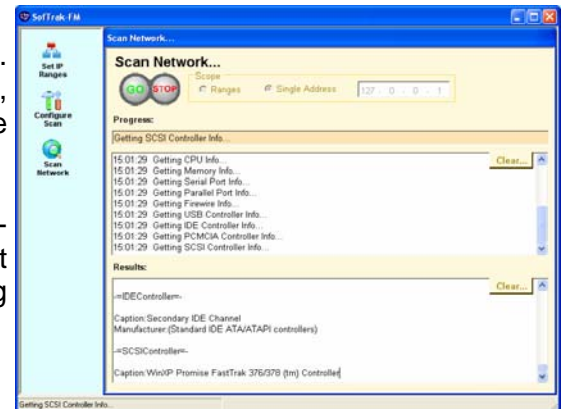 .
,
e
-
t
g
SofTrak-FM
Set IP
Ranges
Configure
Scan
Scan
Network
Scan Network...
Scan Network...
GO STOP
Scope
Ranges Single Address 127 . 0 . 0 . 1
Progress:
Getting SCSI Controller Info...
Clear...
15:01:29 Getting CPU Info...
15:01:29 Getting Memory Info...
15:01:29 Getting Serial Port Info...
15:01:29 Getting Parallel Port Info...
15:01:29 Getting Firewire Info...
15:01:29 Getting USB Controller Info...
15:01:29 Getting IDE Controller Info...
15:01:29 Getting PCMCIA Controller Info...
15:01:29 Getting SCSI Controller Info...
Results:
Clear...
-=IDEController=-
Caption:Secondary IDE Channel
Manufacturer:(Standard IDE ATA/ATAPI controllers)
-=SCSIController=-
Caption:WinXP Promise FastTrak 376/378 (tm) Controller
Getting SCSI Controller Info...